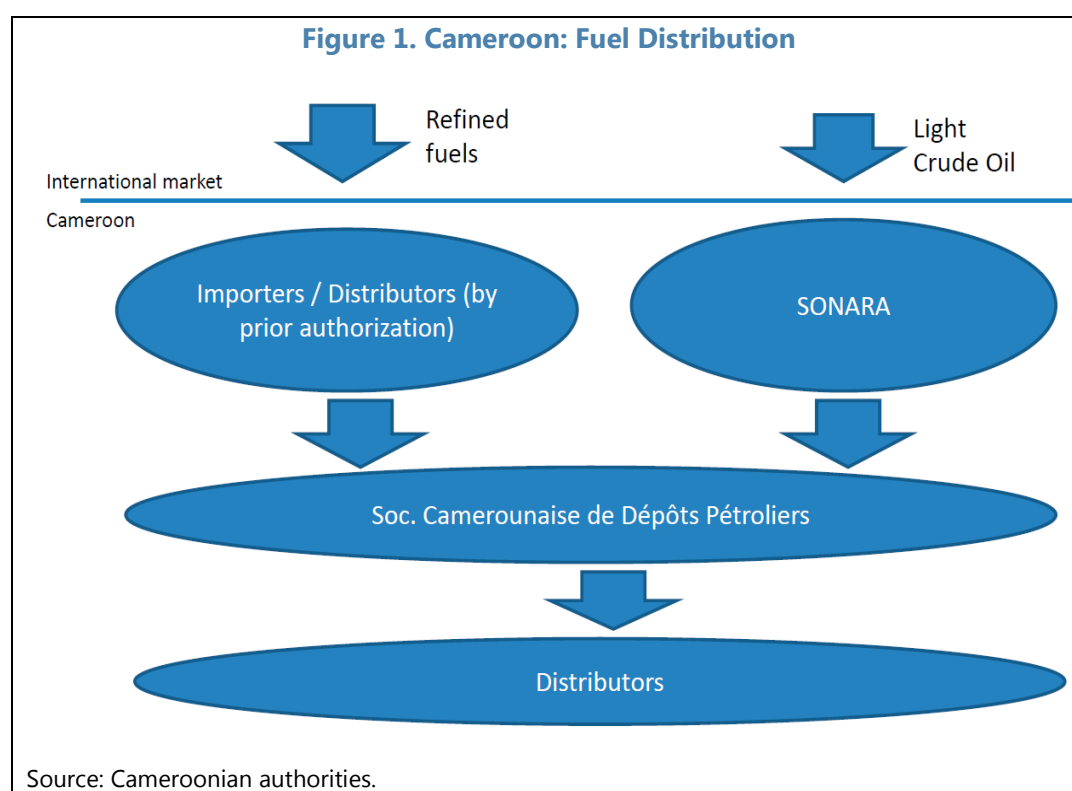 Figure 1. Cameroon: Fuel Distribution
Refined
fuels
Light
Crude Oil
International market
Cameroon
Importers / Distributors (by
prior authorization)
SONARA
Soc. Camerounaise de Dépôts Pétroliers
Distributors
Source: Cameroonian authorities.